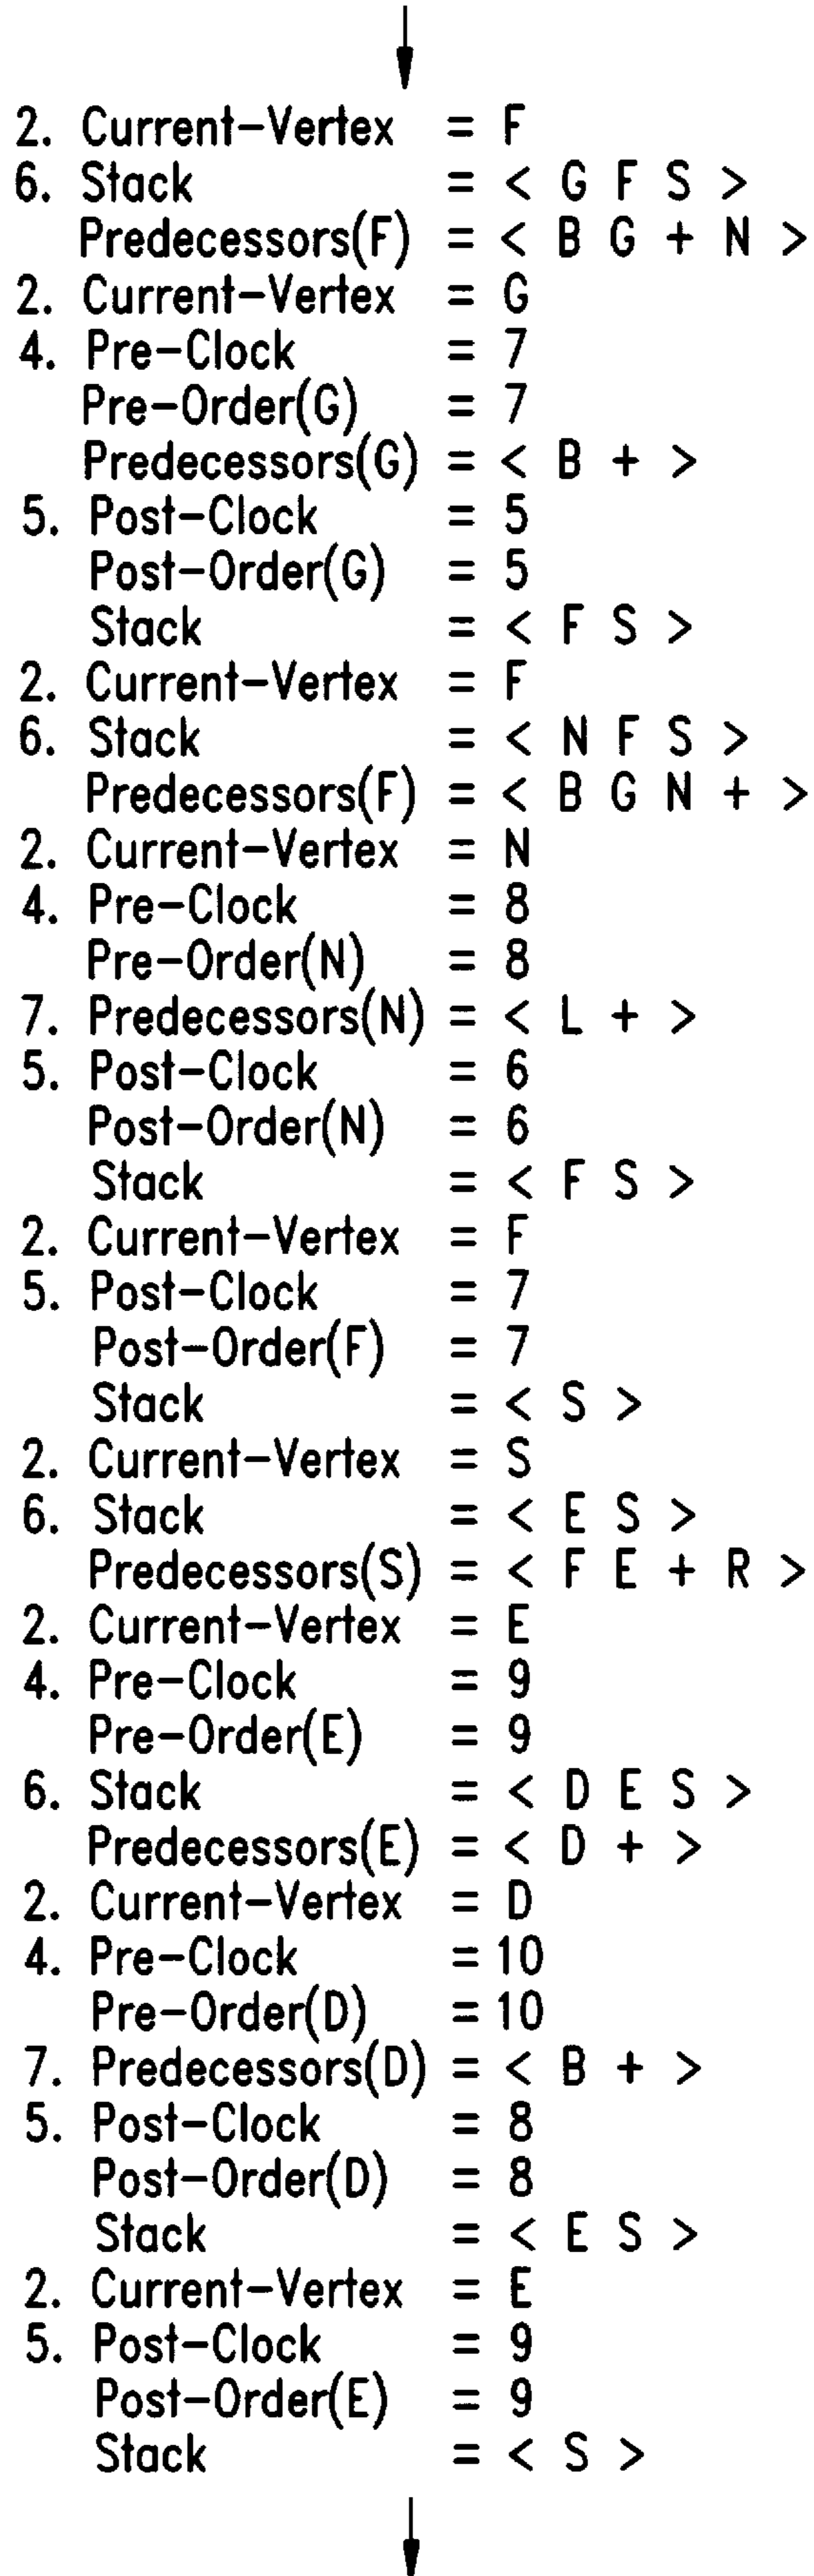 2. Current-Vertex = F
6. Stack = < G F S >
Predecessors(F) = < B G + N >
2. Current-Vertex = G
4. Pre-Clock = 7
Pre-Order(G) = 7
Predecessors(G) = < B + >
5. Post-Clock = 5
Post-Order(G) = 5
Stack = < F S >
2. Current-Vertex = F
6. Stack = < N F S >
Predecessors(F) = < B G N + >
2. Current-Vertex = N
4. Pre-Clock = 8
Pre-Order(N) = 8
7. Predecessors(N) = < L + >
5. Post-Clock = 6
Post-Order(N) = 6
Stack = < F S >
2. Current-Vertex = F
5. Post-Clock = 7
Post-Order(F) = 7
Stack = < S >
2. Current-Vertex = S
6. Stack = < E S >
Predecessors(S) = < F E + R >
2. Current-Vertex = E
4. Pre-Clock = 9
Pre-Order(E) = 9
6. Stack = < D E S >
Predecessors(E) = < D + >
2. Current-Vertex = D
4. Pre-Clock = 10
Pre-Order(D) = 10
7. Predecessors(D) = < B + >
5. Post-Clock = 8
Post-Order(D) = 8
Stack = < E S >
2. Current-Vertex = E
5. Post-Clock = 9
Post-Order(E) = 9
Stack = < S >